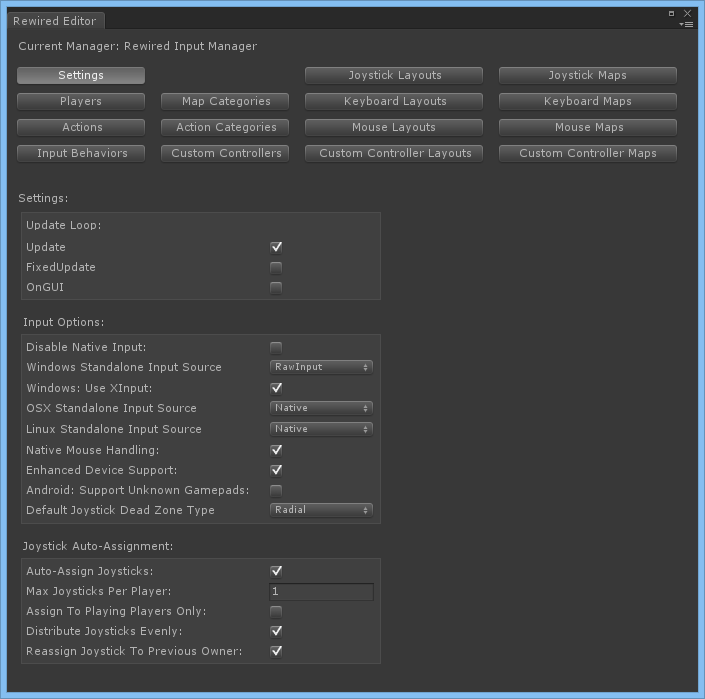 Rewired Editor
Current Manager: Rewired Input Manager
Settings Joystick Layouts Joystick Maps
Players Map Categories Keyboard Layouts Keyboard Maps
Actions Action Categories Mouse Layouts Mouse Maps
Input Behaviors Custom Controllers Custom Controller Layouts Custom Controller Maps
Settings:
Update Loop:
Update
FixedUpdate
OnGUI
Input Options:
Disable Native Input:
Windows Standalone Input Source RawInput
Windows: Use XInput:
OSX Standalone Input Source Native
Linux Standalone Input Source Native
Native Mouse Handling:
Enhanced Device Support:
Android: Support Unknown Gamepads:
Default Joystick Dead Zone Type Radial
Joystick Auto-Assignment:
Auto-Assign Joysticks:
Max Joysticks Per Player: 1
Assign To Playing Players Only:
Distribute Joysticks Evenly:
Reassign Joystick To Previous Owner: